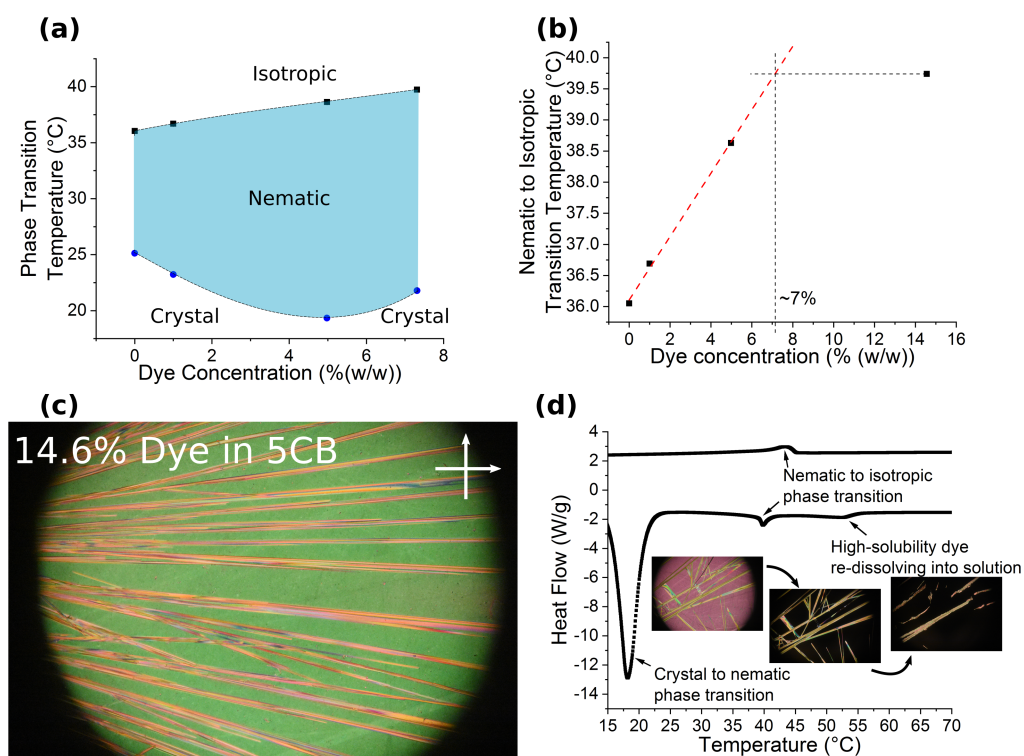 (a)
Phase Transition
Temperature (°C)
40
35
30
25
20
Isotropic
Nematic
Crystal
Crystal
0 2 4 6 8
Dye Concentration (%(w/w))
(b)
Nematic to Isotropic
Transition Temperature (°C)
40.0
39.5
39.0
38.5
38.0
37.5
37.0
36.5
36.0
~7%
0 2 4 6 8 10 12 14 16
Dye concentration (% (w/w))
(c)
14.6% Dye in 5CB
(d)
Heat Flow (W/g)
4
2
0
-2
-4
-6
-8
-10
-12
-14
Nematic to isotropic
phase transition
High-solubility dye
re-dissolving into solution
Crystal to nematic
phase transition
15 20 25 30 35 40 45 50 55 60 65 70
Temperature (°C)